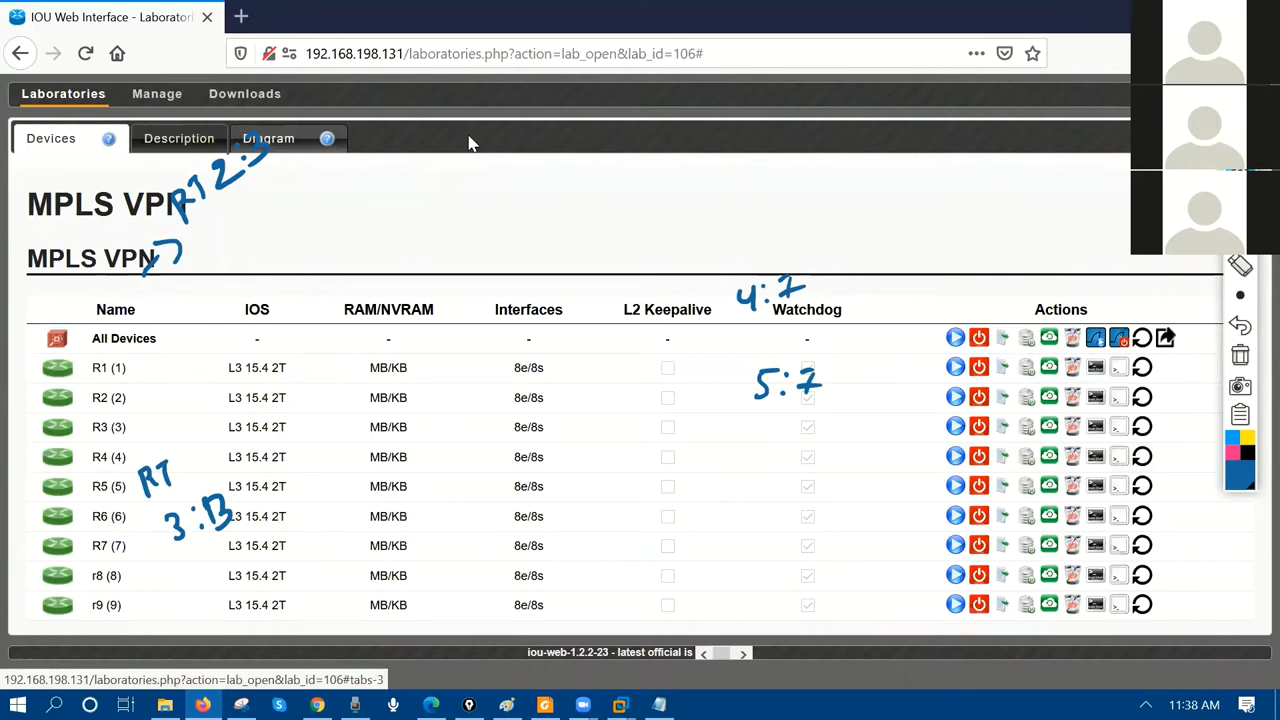 IOU Web Interface - Laboratori
192.168.198.131/laboratories.php?action=lab_open&lab_id=106#
Laboratories Manage Downloads
Devices ? Description Diagram ?
RT 2:3
MPLS VPN
MPLS VPN
4:7
Name IOS RAM/NVRAM Interfaces L2 Keepalive Watchdog Actions
All Devices - - - - -
R1 (1) L3 15.4 2T MB/KB 8e/8s
5:7
R2 (2) L3 15.4 2T MB/KB 8e/8s
R3 (3) L3 15.4 2T MB/KB 8e/8s
R4 (4) L3 15.4 2T MB/KB 8e/8s
RT
R5 (5) L3 15.4 2T MB/KB 8e/8s
3:13
R6 (6) L3 15.4 2T MB/KB 8e/8s
R7 (7) L3 15.4 2T MB/KB 8e/8s
r8 (8) L3 15.4 2T MB/KB 8e/8s
r9 (9) L3 15.4 2T MB/KB 8e/8s
iou-web-1.2.2-23 - latest official is
192.168.198.131/laboratories.php?action=lab_open&lab_id=106#tabs-3
11:38 AM